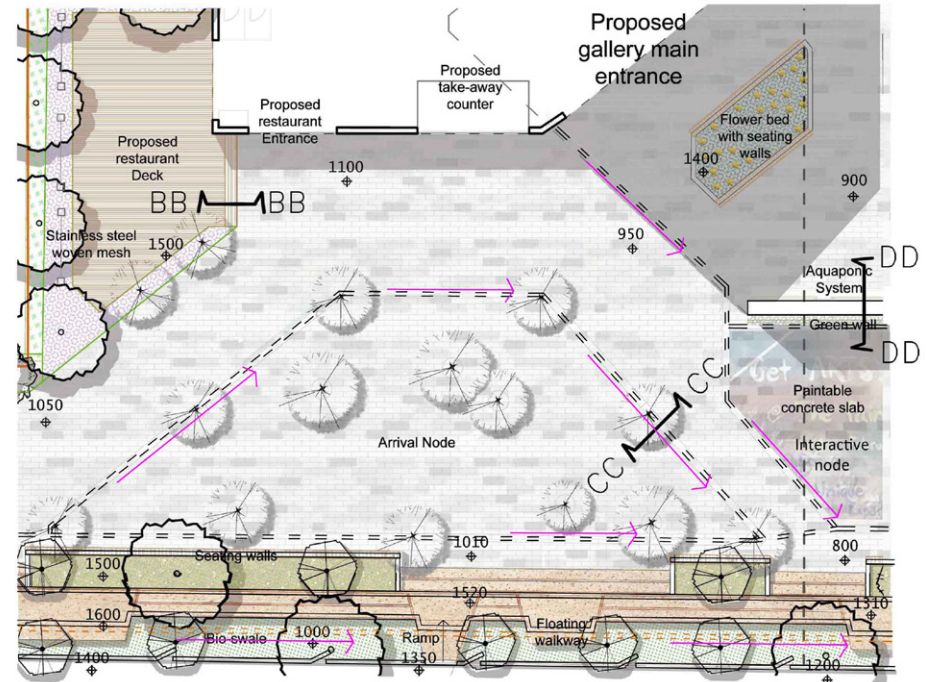 Proposed
gallery main
entrance
Proposed
take-away
counter
Proposed
restaurant
Entrance
Flower bed
with seating
walls
1400
Proposed
restaurant
Deck
1100
900
BB
BB
Stainless steel
woven mesh
1500
950
DD
Aquaponic
System
Green wall
DD
CC
Paintable
concrete slab
1050
Arrival Node
Interactive
node
CC
1010
800
Seating walls
1500
1520
1310
1600
Bio swale
1000
Ramp
Floating
walkway
1400
1350
1200